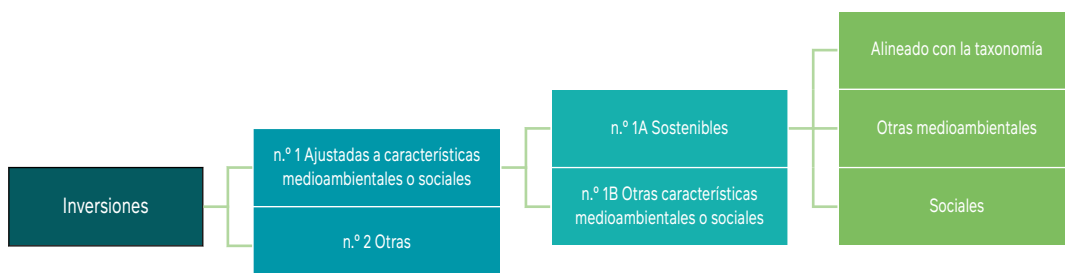 Inversiones
n.º 1 Ajustadas a características
medioambientales o sociales
n.º 2 Otras
n.º 1A Sostenibles
n.º 1B Otras características
medioambientales o sociales
Alineado con la taxonomía
Otras medioambientales
Sociales